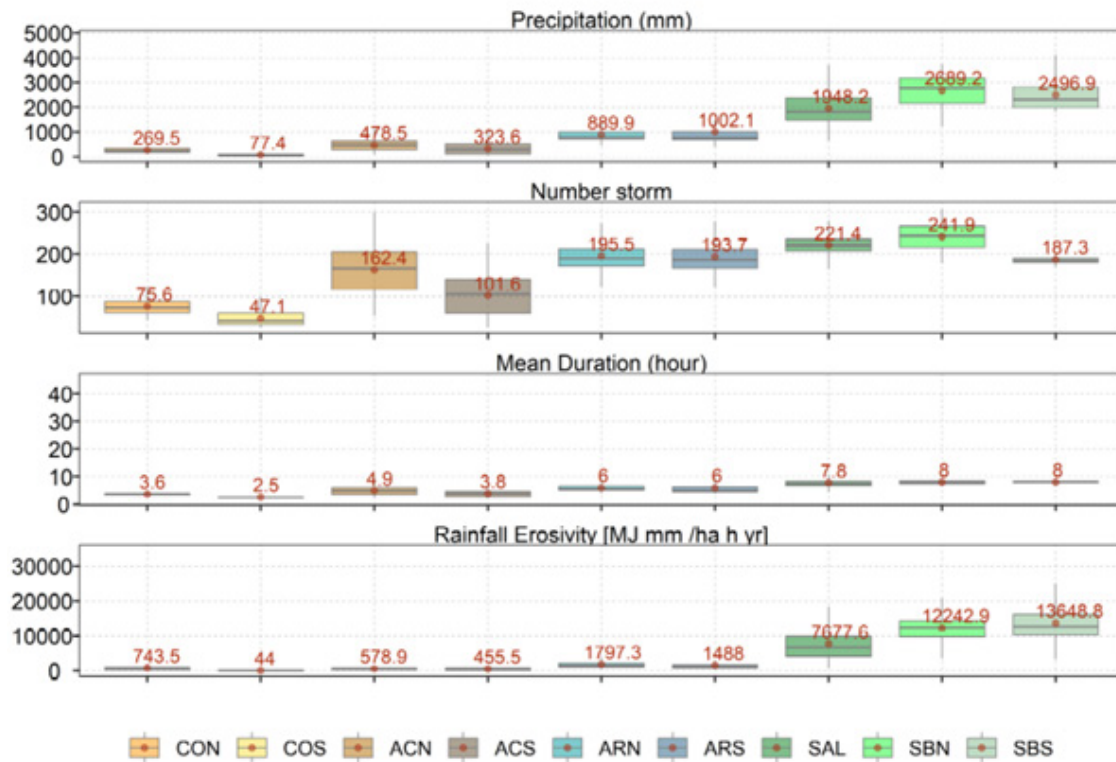 Precipitation (mm)
5000
4000
3000
2000
1000
0
269.5 77.4 478.5 323.6 889.9 1002.1 1948.2 2689.2 2496.9
Number storm
300
200
100
75.6 47.1 162.4 101.6 195.5 193.7 221.4 241.9 187.3
Mean Duration (hour)
40
30
20
10
0
3.6 2.5 4.9 3.8 6 6 7.8 8 8
Rainfall Erosivity [MJ mm /ha h yr]
30000
20000
10000
0
743.5 44 578.9 455.5 1797.3 1488 7677.6 12242.9 13648.8
CON COS ACN ACS ARN ARS SAL SBN SBS